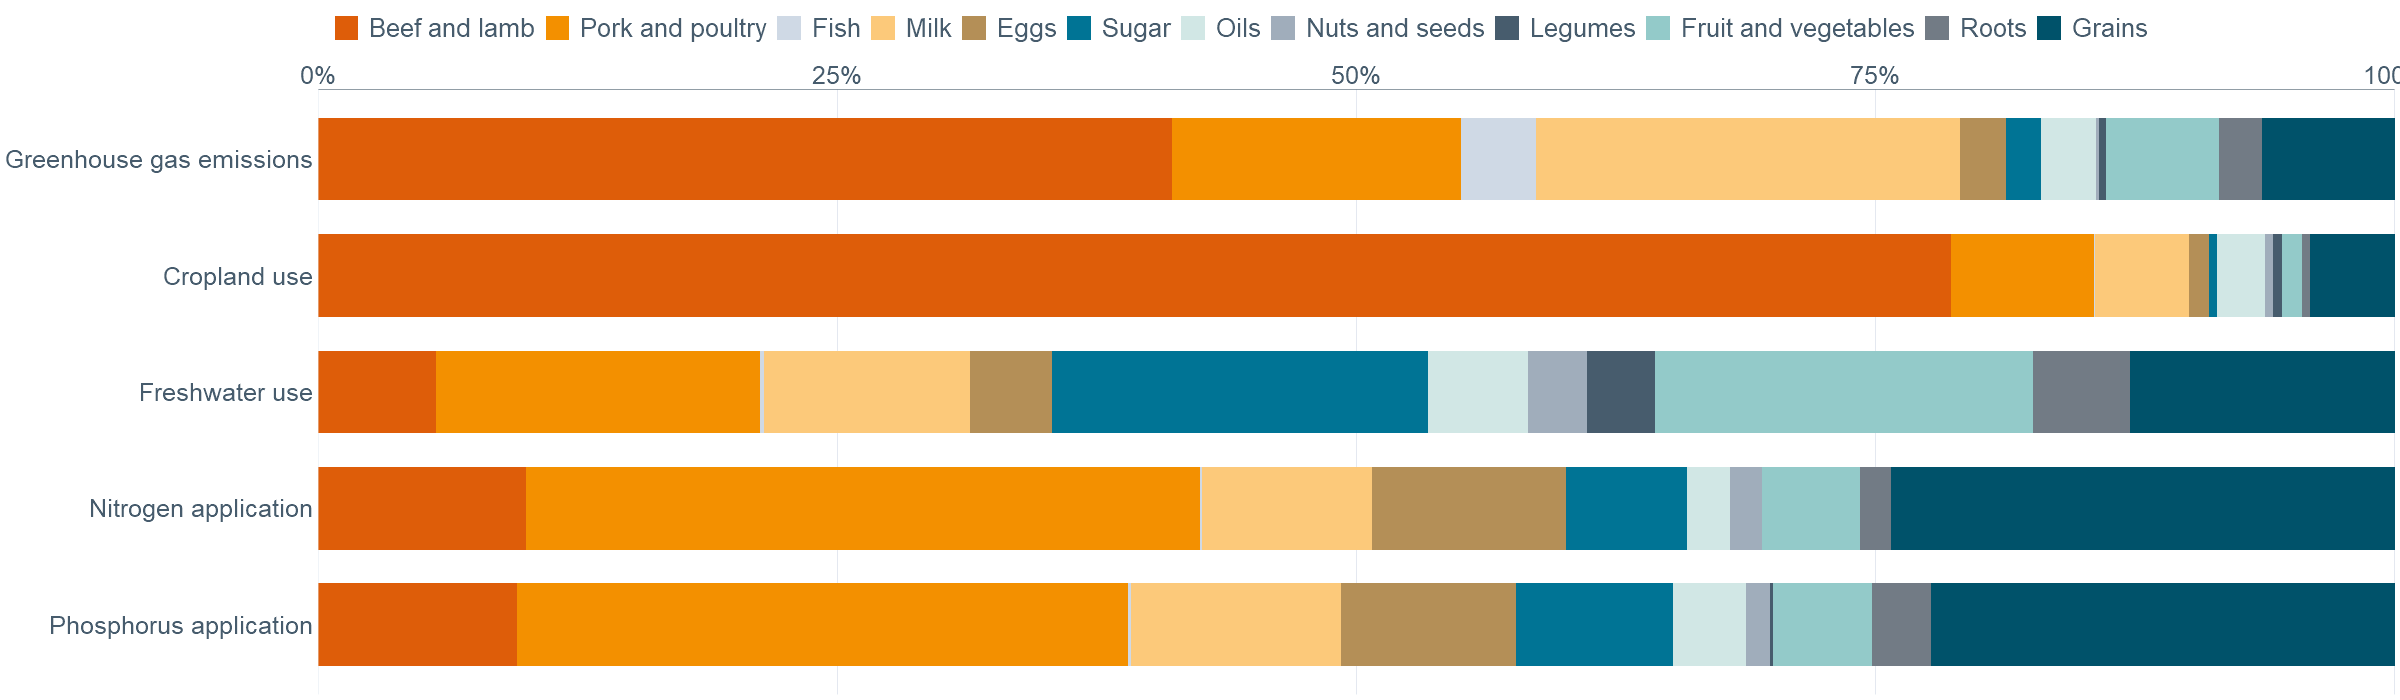 Beef and lamb Pork and poultry Fish Milk Eggs Sugar Oils Nuts and seeds Legumes Fruit and vegetables Roots Grains
0% 25% 50% 75% 100
Greenhouse gas emissions
Cropland use
Freshwater use
Nitrogen application
Phosphorus application